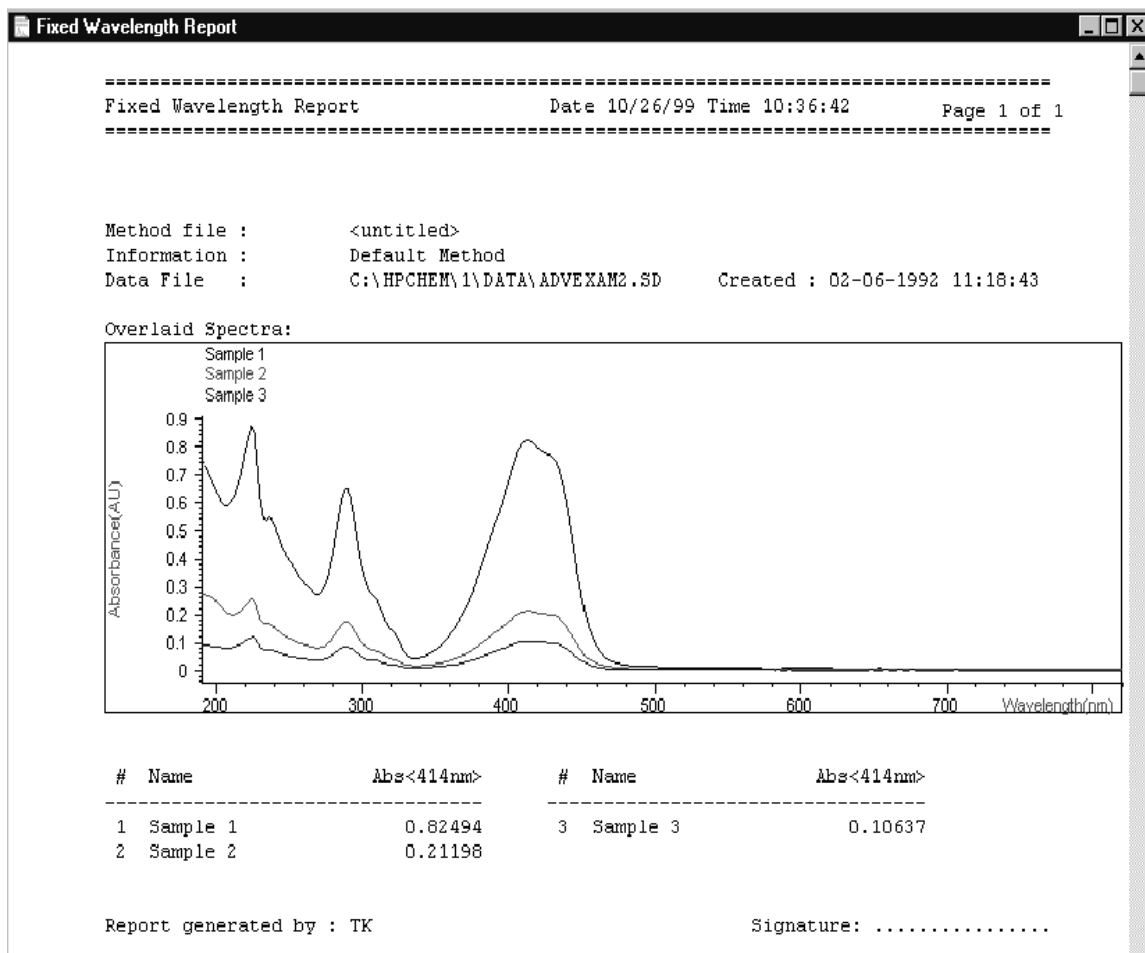 Fixed Wavelength Report
================================================================================
Fixed Wavelength Report Date 10/26/99 Time 10:36:42 Page 1 of 1
================================================================================
Method file : <untitled>
Information : Default Method
Data File : C:\HPCHEM\1\DATA\ADVEXAM2.SD Created : 02-06-1992 11:18:43
Overlaid Spectra:
Sample 1
Sample 2
Sample 3
0.9
0.8
0.7
0.6
0.5
0.4
0.3
0.2
0.1
0
Absorbance(AU)
200 300 400 500 600 700 Wavelength(nm)
# Name Abs<414nm> # Name Abs<414nm>
---------------------------------- ----------------------------------
1 Sample 1 0.82494 3 Sample 3 0.10637
2 Sample 2 0.21198
Report generated by : TK Signature: ................